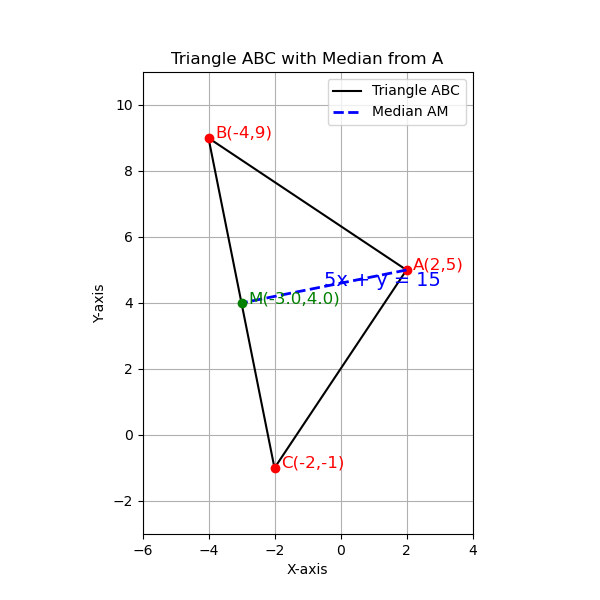 Triangle ABC with Median from A
Triangle ABC
Median AM
10
8
6
4
2
0
−2
Y-axis
B(-4,9)
A(2,5)
5x + y = 15
M(-3.0,4.0)
C(-2,-1)
−6 −4 −2 0 2 4
X-axis